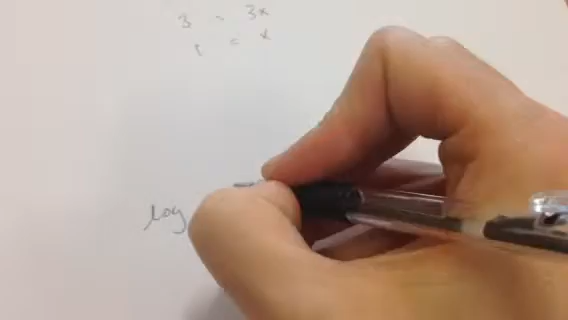 3 = 3x
1 = x
log